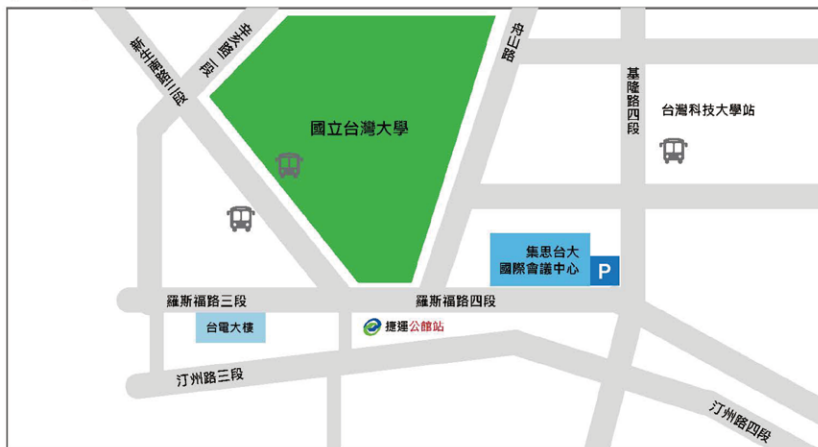 新生南路三段
辛亥路一段
舟山路
基隆路四段
國立台灣大學
台灣科技大學站
集思台大
國際會議中心
P
羅斯福路三段
羅斯福路四段
台電大樓
捷運公館站
汀州路三段
汀州路四段